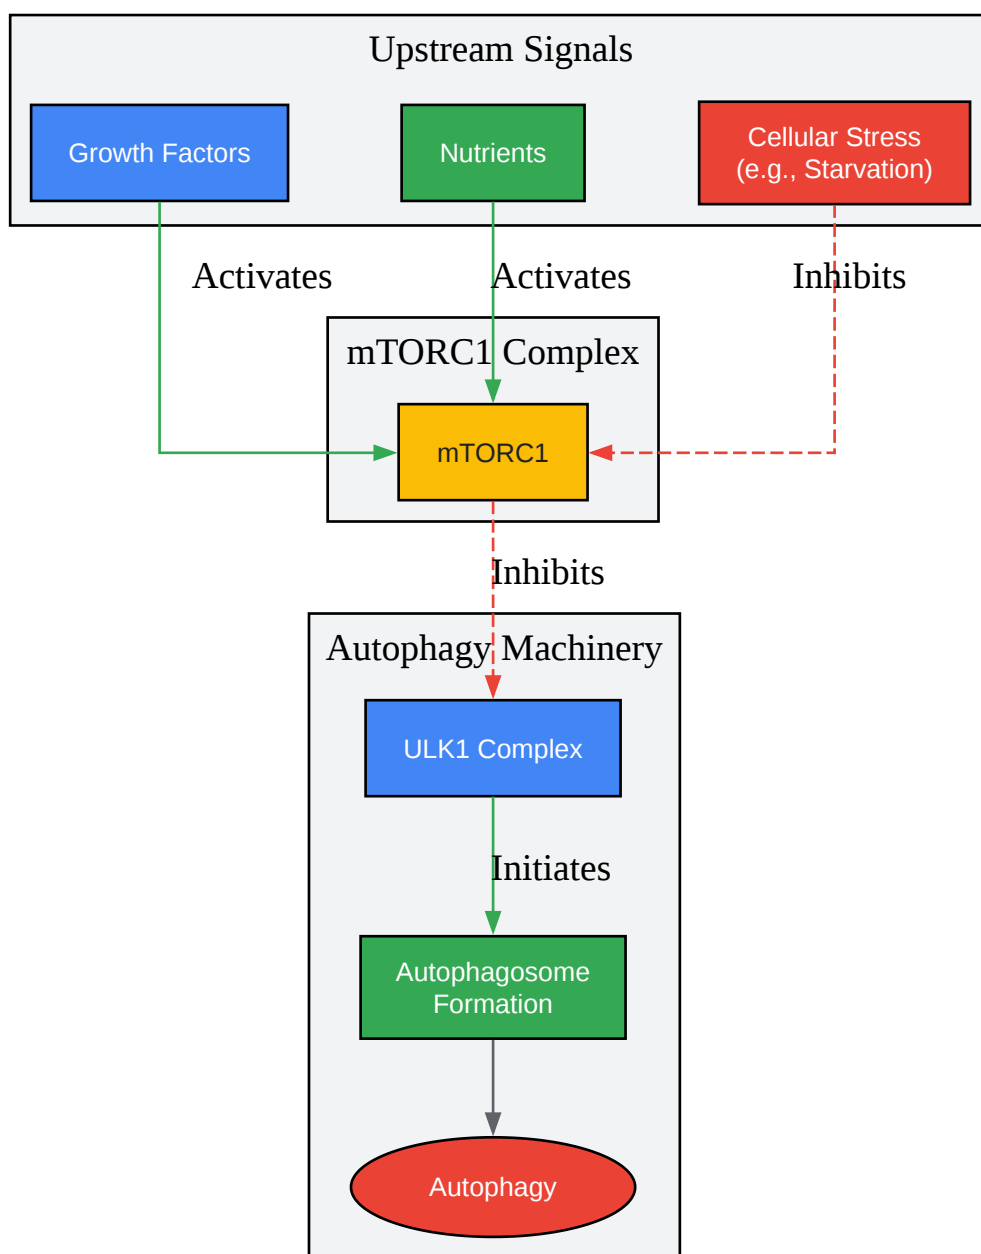 Upstream Signals
Growth Factors
Nutrients
Cellular Stress
(e.g., Starvation)
Activates
Activates
Inhibits
mTORC1 Complex
mTORC1
Inhibits
Autophagy Machinery
ULK1 Complex
Initiates
Autophagosome
Formation
Autophagy